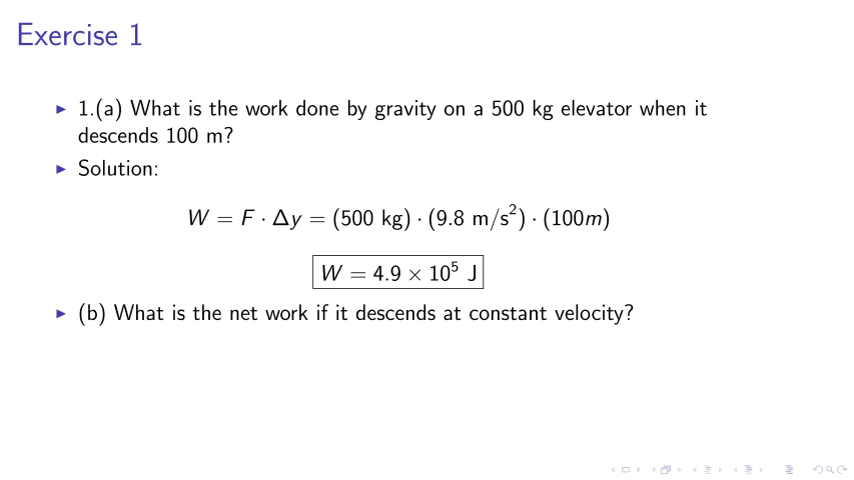 Exercise 1
1.(a) What is the work done by gravity on a 500 kg elevator when it
descends 100 m?
Solution:
W = F · Δy = (500 kg) · (9.8 m/s²) · (100m)
W = 4.9 × 10⁵ J
(b) What is the net work if it descends at constant velocity?